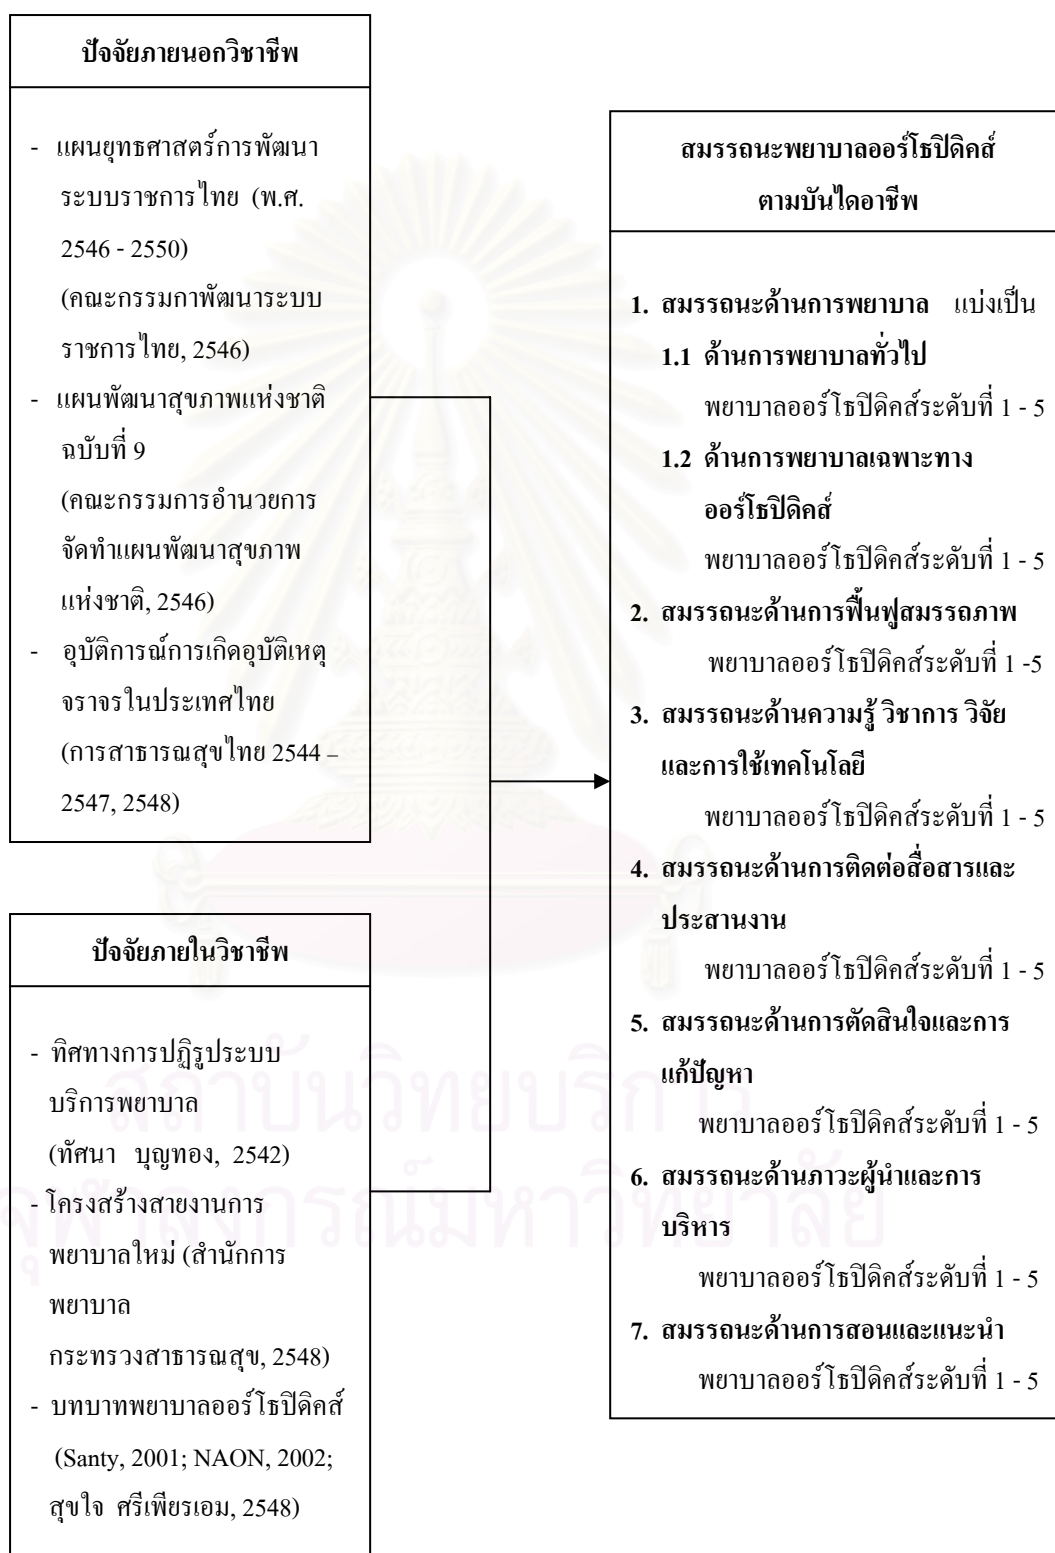 ปัจจัยภายนอกวิชาชีพ
- แผนยุทธศาสตร์การพัฒนา
ระบบราชการไทย (พ.ศ.
2546 - 2550)
(คณะกรรมกาพัฒนาระบบ
ราชการไทย, 2546)
- แผนพัฒนาสุขภาพแห่งชาติ
ฉบับที่ 9
(คณะกรรมการอำนวยการ
จัดทำแผนพัฒนาสุขภาพ
แห่งชาติ, 2546)
- อุบัติการณ์การเกิดอุบัติเหตุ
จราจรในประเทศไทย
(การสาธารณสุขไทย 2544 –
2547, 2548)
ปัจจัยภายในวิชาชีพ
- ทิศทางการปฏิรูประบบ
บริการพยาบาล
(ทัศนา บุญทอง, 2542)
- โครงสร้างสายงานการ
พยาบาลใหม่ (สำนักการ
พยาบาล
กระทรวงสาธารณสุข, 2548)
- บทบาทพยาบาลออร์โธปิดิคส์
(Santy, 2001; NAON, 2002;
สุขใจ ศรีเพียรเอม, 2548)
สมรรถนะพยาบาลออร์โธปิดิคส์
ตามบันไดอาชีพ
1. สมรรถนะด้านการพยาบาล แบ่งเป็น
1.1 ด้านการพยาบาลทั่วไป
พยาบาลออร์โธปิดิคส์ระดับที่ 1 - 5
1.2 ด้านการพยาบาลเฉพาะทาง
ออร์โธปิดิคส์
พยาบาลออร์โธปิดิคส์ระดับที่ 1 - 5
2. สมรรถนะด้านการฟื้นฟูสมรรถภาพ
พยาบาลออร์โธปิดิคส์ระดับที่ 1 -5
3. สมรรถนะด้านความรู้ วิชาการ วิจัย
และการใช้เทคโนโลยี
พยาบาลออร์โธปิดิคส์ระดับที่ 1 - 5
4. สมรรถนะด้านการติดต่อสื่อสารและ
ประสานงาน
พยาบาลออร์โธปิดิคส์ระดับที่ 1 - 5
5. สมรรถนะด้านการตัดสินใจและการ
แก้ปัญหา
พยาบาลออร์โธปิดิคส์ระดับที่ 1 - 5
6. สมรรถนะด้านภาวะผู้นำและการ
บริหาร
พยาบาลออร์โธปิดิคส์ระดับที่ 1 - 5
7. สมรรถนะด้านการสอนและแนะนำ
พยาบาลออร์โธปิดิคส์ระดับที่ 1 - 5
สถาบันวิทยบริการ
จุฬาลงกรณ์มหาวิทยาลัย